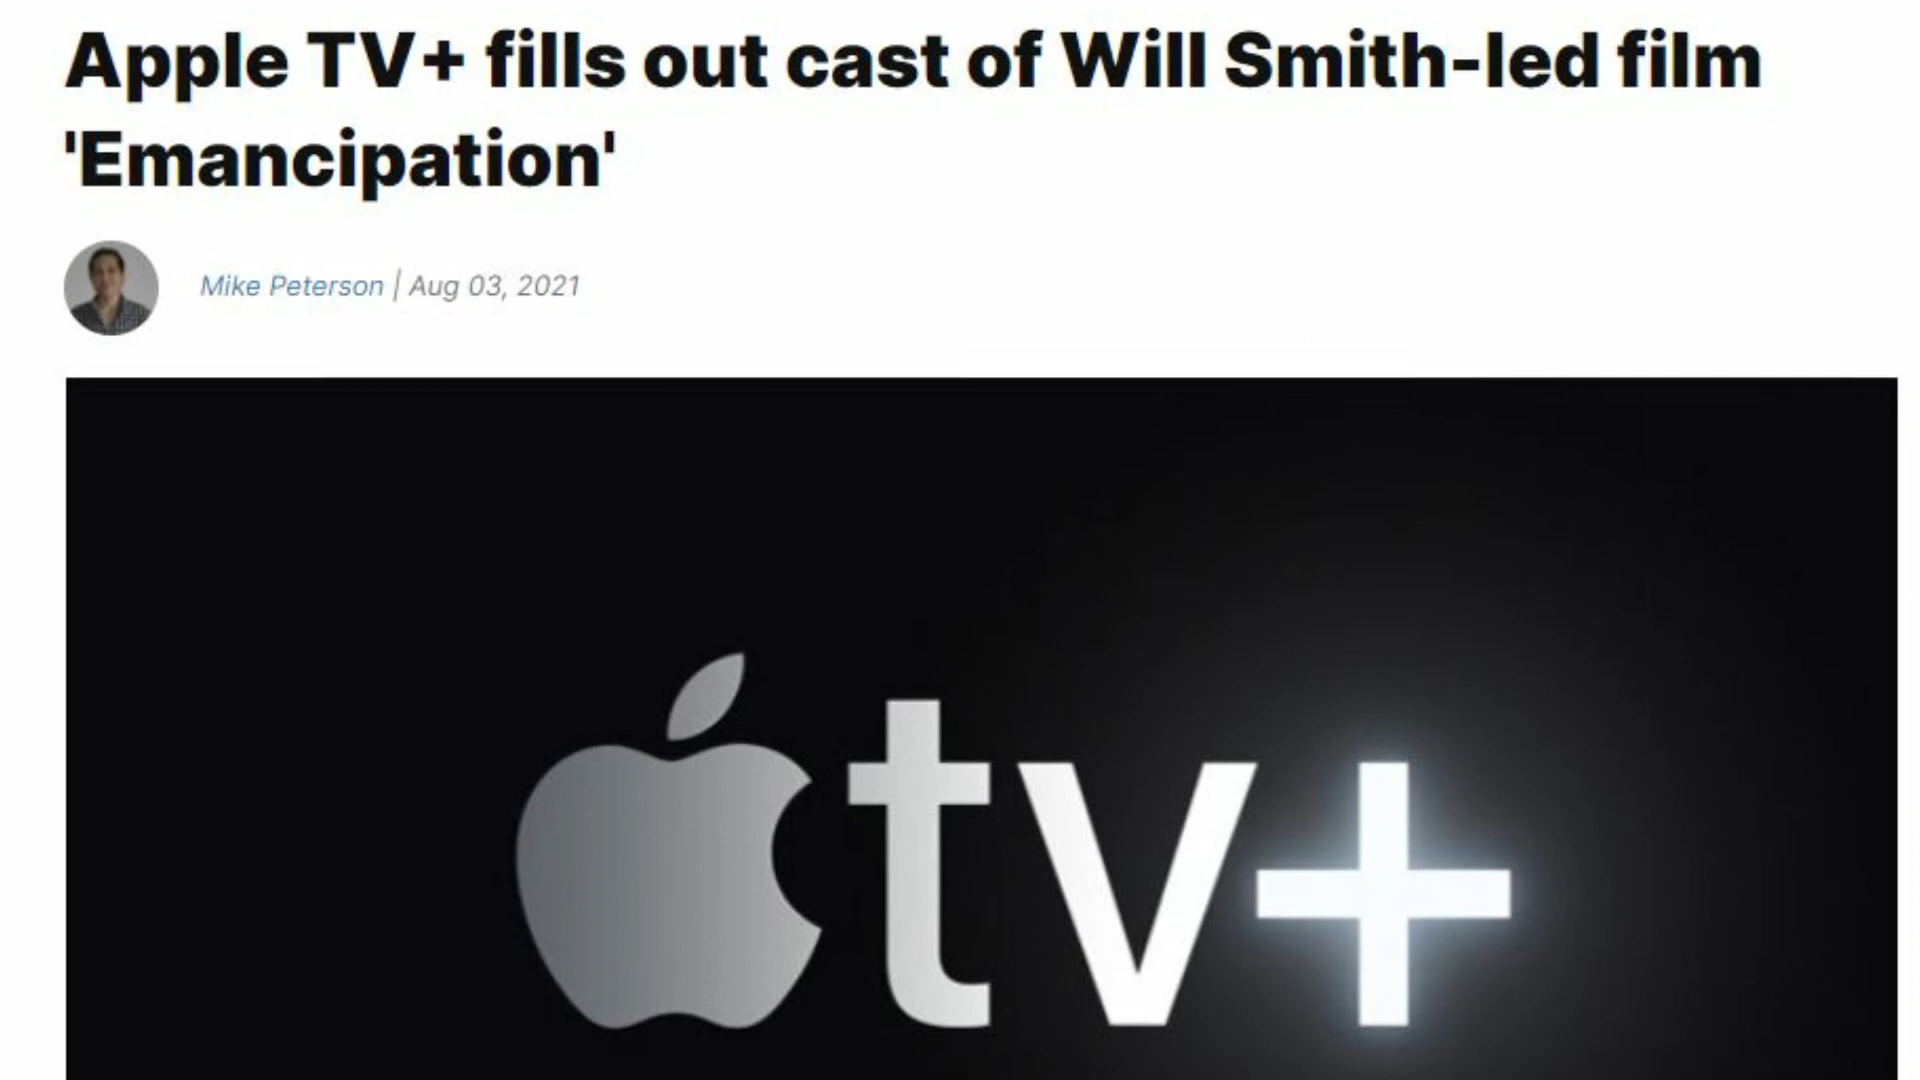 Apple TV+ fills out cast of Will Smith-led film
'Emancipation'
Mike Peterson | Aug 03, 2021
tv+